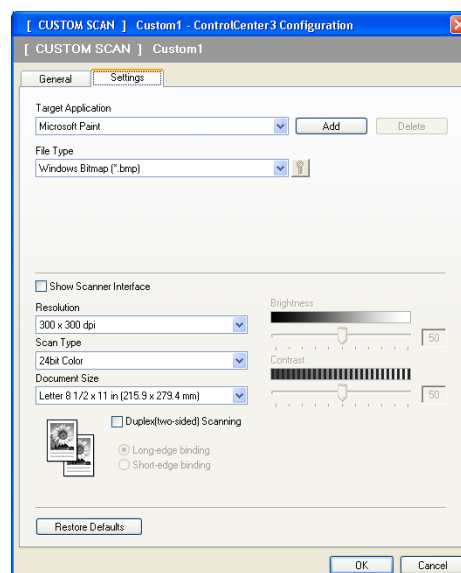 [ CUSTOM SCAN ] Custom1 - ControlCenter3 Configuration
[ CUSTOM SCAN ] Custom1
General Settings
Target Application
Microsoft Paint Add Delete
File Type
Windows Bitmap (*.bmp)
Show Scanner Interface
Resolution Brightness
300 x 300 dpi 50
Scan Type
24bit Color Contrast
Document Size
Letter 8 1/2 x 11 in (215.9 x 279.4 mm) 50
Duplex(two-sided) Scanning
Long-edge binding
Short-edge binding
Restore Defaults
OK Cancel